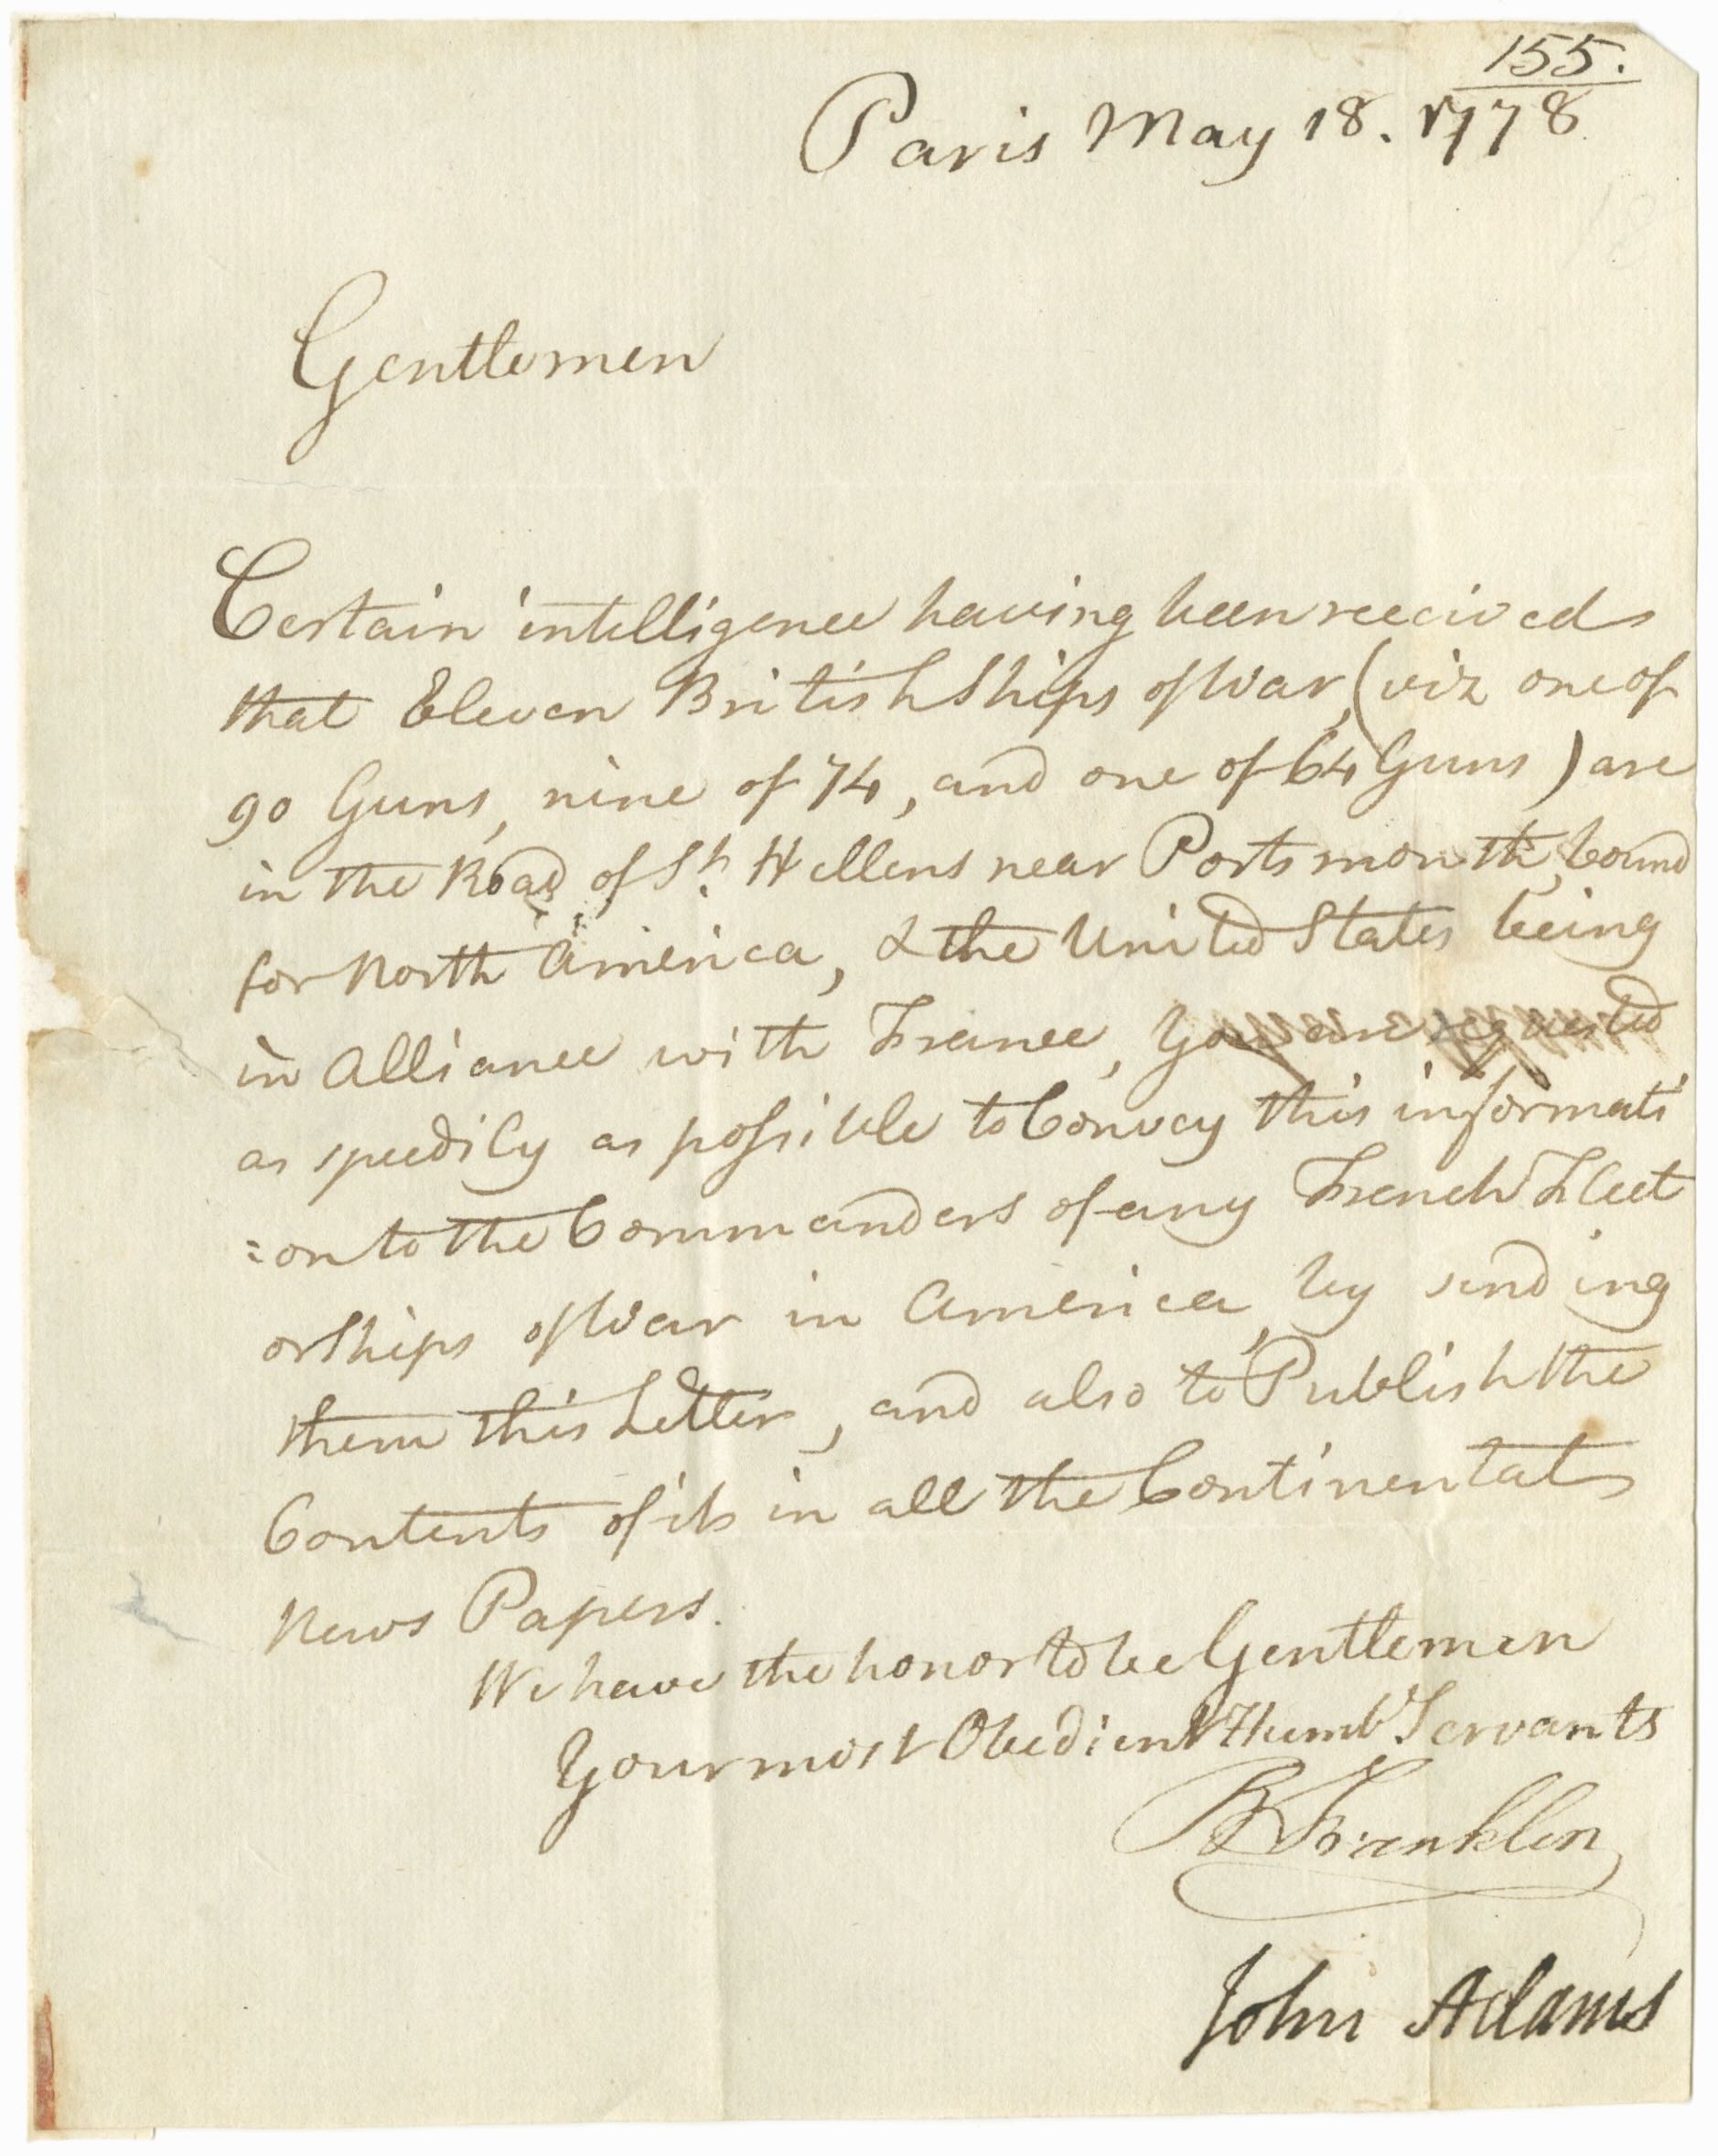 155.
Paris May 18. 1778
Gentlemen
Certain intelligence having been received
that Eleven British Ships of War, (viz one of
90 Guns, nine of 74, and one of 64 Guns) are
in the Road of St. Hellens near Portsmouth, bound
for North America, & the United States being
in Alliance with France, You are requested
as speedily as possible to Convey this informati
=on to the Commanders of any French Fleet
or Ships of War in America, by sending
them this Letter, and also to Publish the
Contents of it in all the Continental
News Papers.
We have the honor to be Gentlemen
Your most Obedient Humb Servants
B Franklin
John Adams